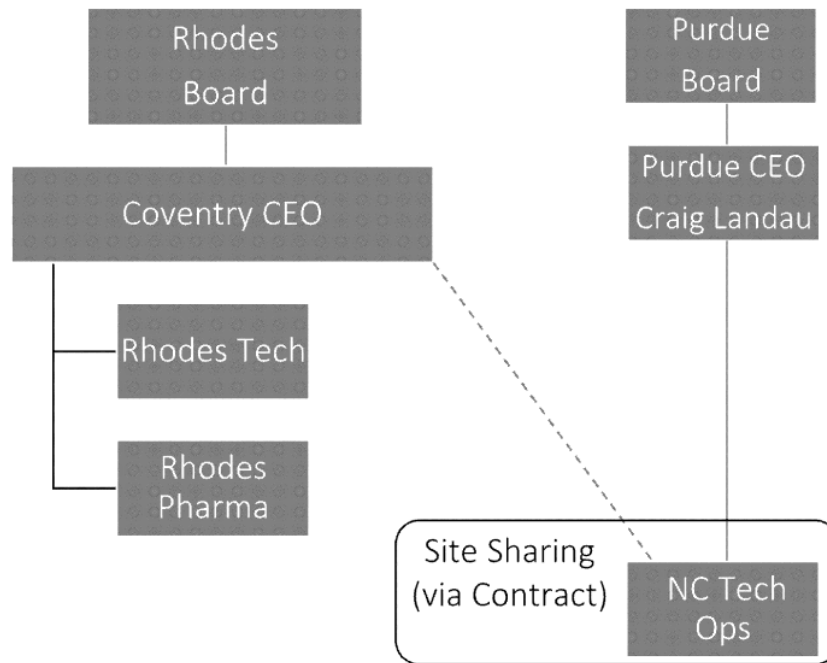 Rhodes
Board
Purdue
Board
Coventry CEO
Purdue CEO
Craig Landau
Rhodes Tech
Rhodes
Pharma
Site Sharing
(via Contract)
NC Tech
Ops